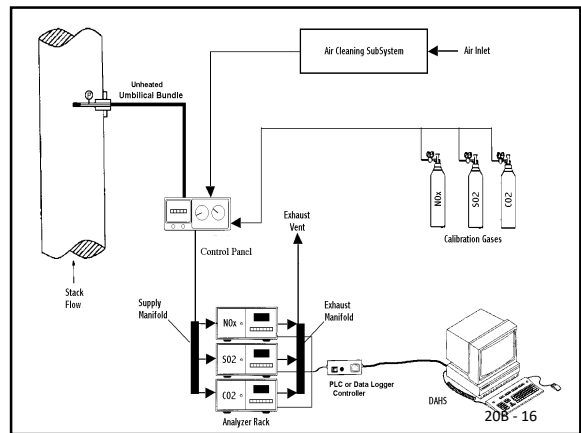 Air Cleaning SubSystem
Air Inlet
Unheated
Umbilical Bundle
P
NOx
SO2
CO2
Calibration Gases
Control Panel
Exhaust
Vent
Stack
Flow
Supply
Manifold
NOx
SO2
CO2
Exhaust
Manifold
PLC or Data Logger
Controller
DAHS
Analyzer Rack
20B - 16